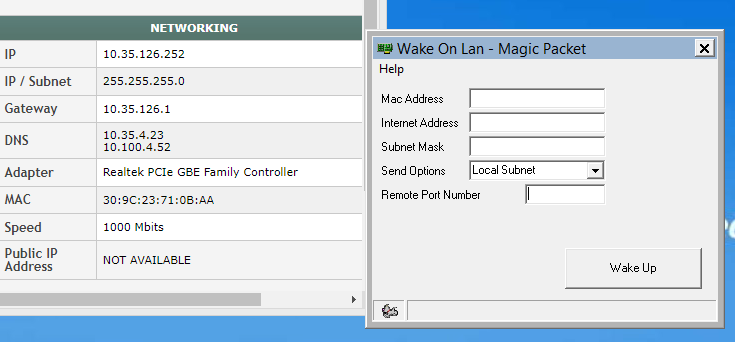 NETWORKING
IP 10.35.126.252
IP / Subnet 255.255.255.0
Gateway 10.35.126.1
DNS 10.35.4.23
10.100.4.52
Adapter Realtek PCIe GBE Family Controller
MAC 30:9C:23:71:0B:AA
Speed 1000 Mbits
Public IP
Address NOT AVAILABLE
Wake On Lan - Magic Packet
Help
Mac Address
Internet Address
Subnet Mask
Send Options Local Subnet
Remote Port Number
Wake Up